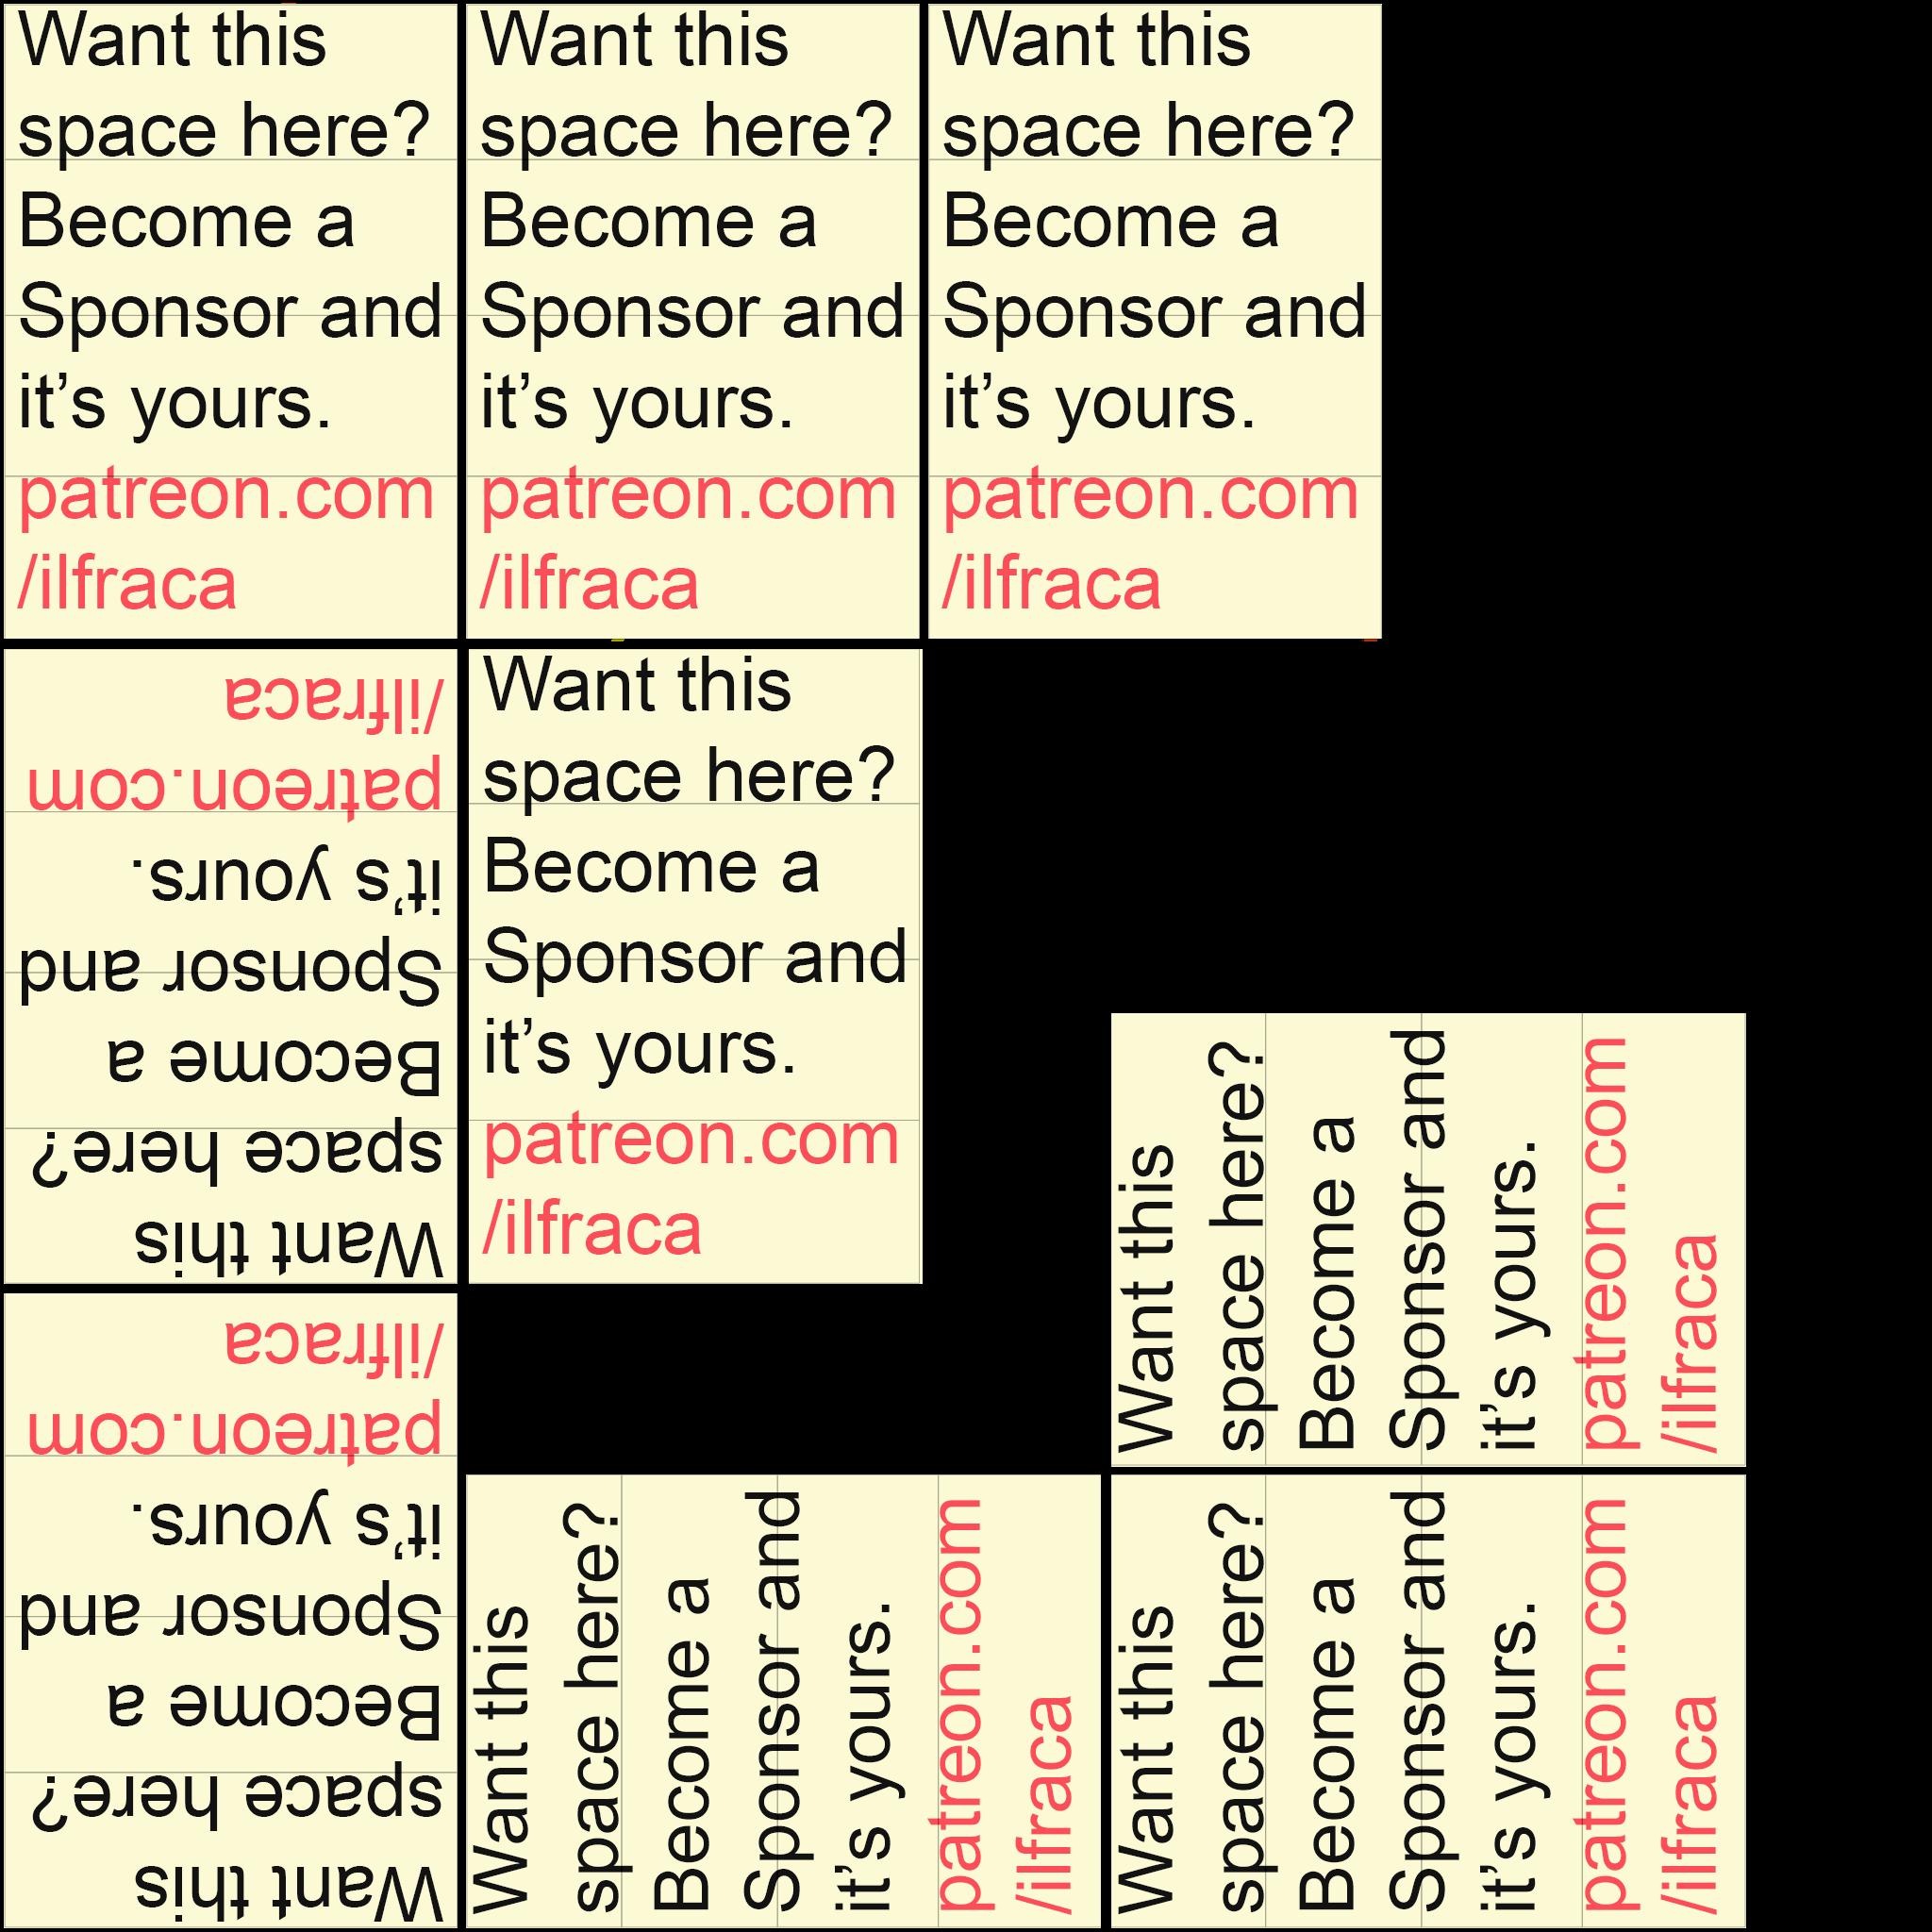 Want this
space here?
Become a
Sponsor and
it’s yours.
patreon.com
/ilfraca
Want this
space here?
Become a
Sponsor and
it’s yours.
patreon.com
/ilfraca
Want this
space here?
Become a
Sponsor and
it’s yours.
patreon.com
/ilfraca
Want this
space here?
Become a
Sponsor and
it’s yours.
patreon.com
/ilfraca
Want this
space here?
Become a
Sponsor and
it’s yours.
patreon.com
/ilfraca
Want this
space here?
Become a
Sponsor and
it’s yours.
patreon.com
/ilfraca
Want this
space here?
Become a
Sponsor and
it’s yours.
patreon.com
/ilfraca
Want this
space here?
Become a
Sponsor and
it’s yours.
patreon.com
/ilfraca
Want this
space here?
Become a
Sponsor and
it’s yours.
patreon.com
/ilfraca